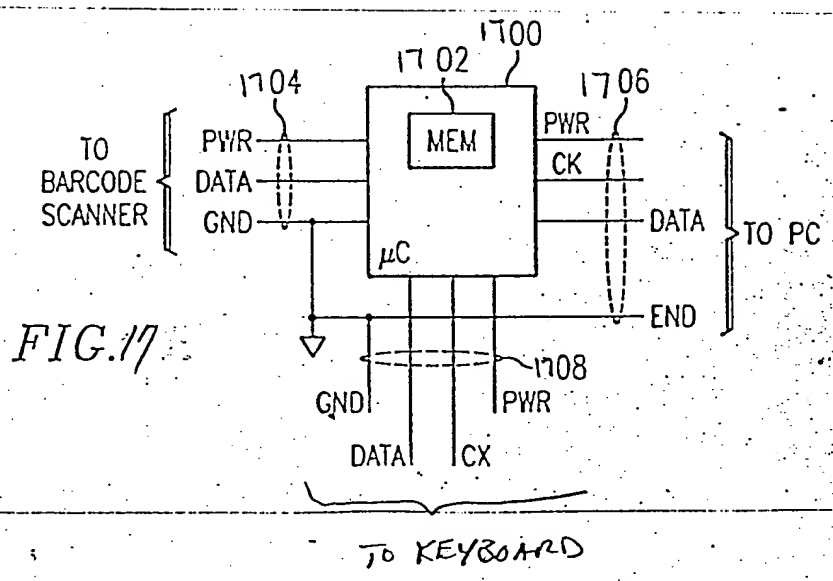 1700
1702
1704
1706
MEM
PWR
PWR
TO
BARCODE
SCANNER
DATA
CK
GND
DATA
TO PC
μC
END
FIG.17
1708
GND
PWR
DATA
CX
TO KEYBOARD